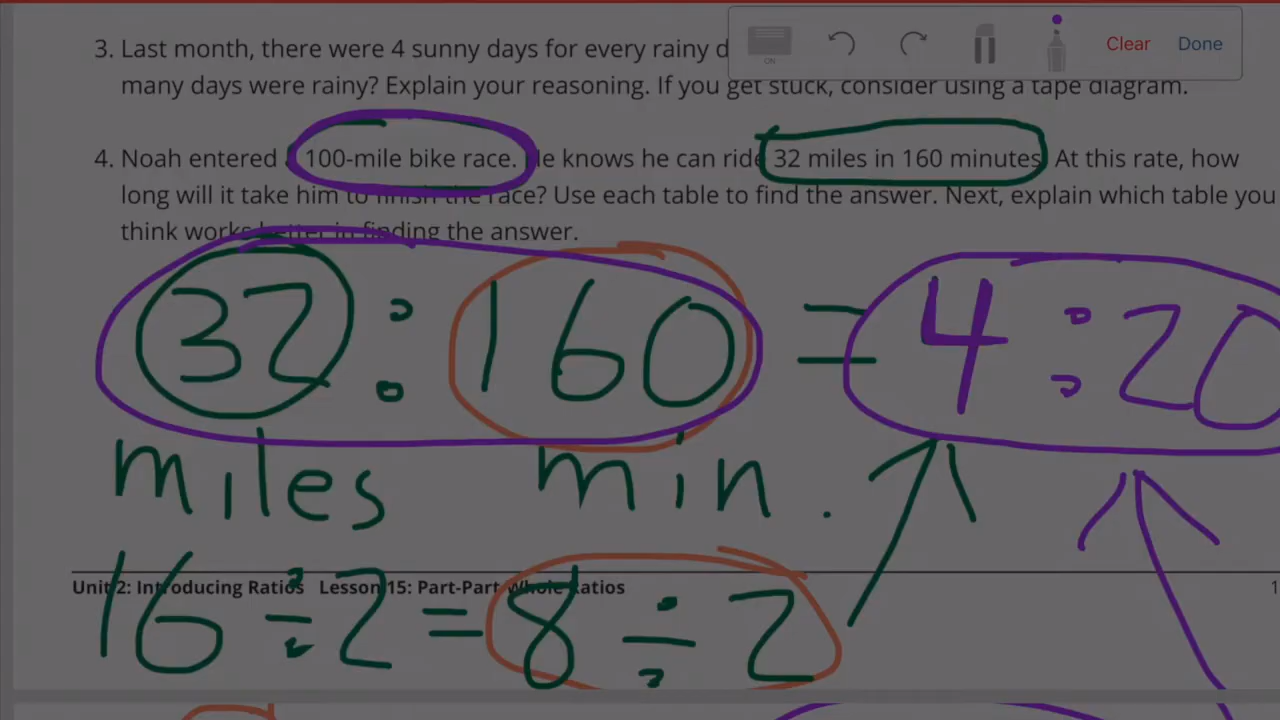 ON
Clear
Done
3. Last month, there were 4 sunny days for every rainy d
many days were rainy? Explain your reasoning. If you get stuck, consider using a tape diagram.
4. Noah entered 100-mile bike race. He knows he can ride 32 miles in 160 minutes. At this rate, how
long will it take him to finish the race? Use each table to find the answer. Next, explain which table you
think works better in finding the answer.
32 : 160 = 4 : 20
miles min.
Unit 2: Introducing Ratios Lesson 15: Part-Part-Whole Ratios 1
16 ÷ 2 = 8 ÷ 2